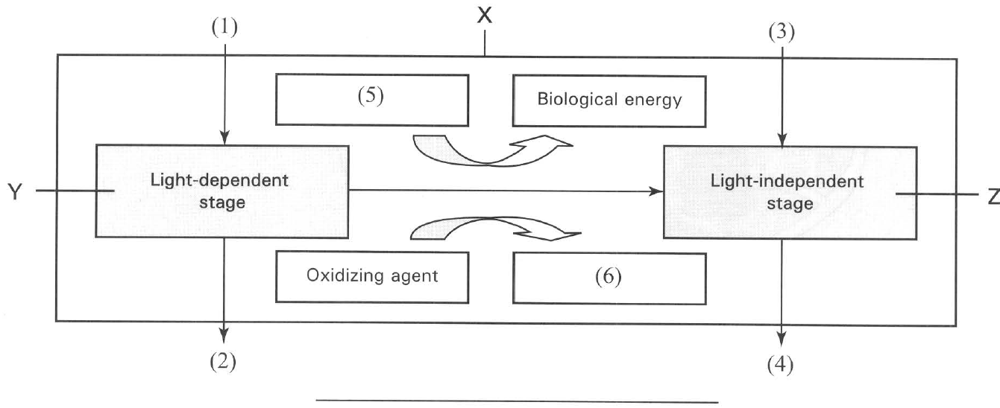 X
(1)
(3)
(5)
Biological energy
Y
Light-dependent
stage
Light-independent
stage
Z
Oxidizing agent
(6)
(2)
(4)